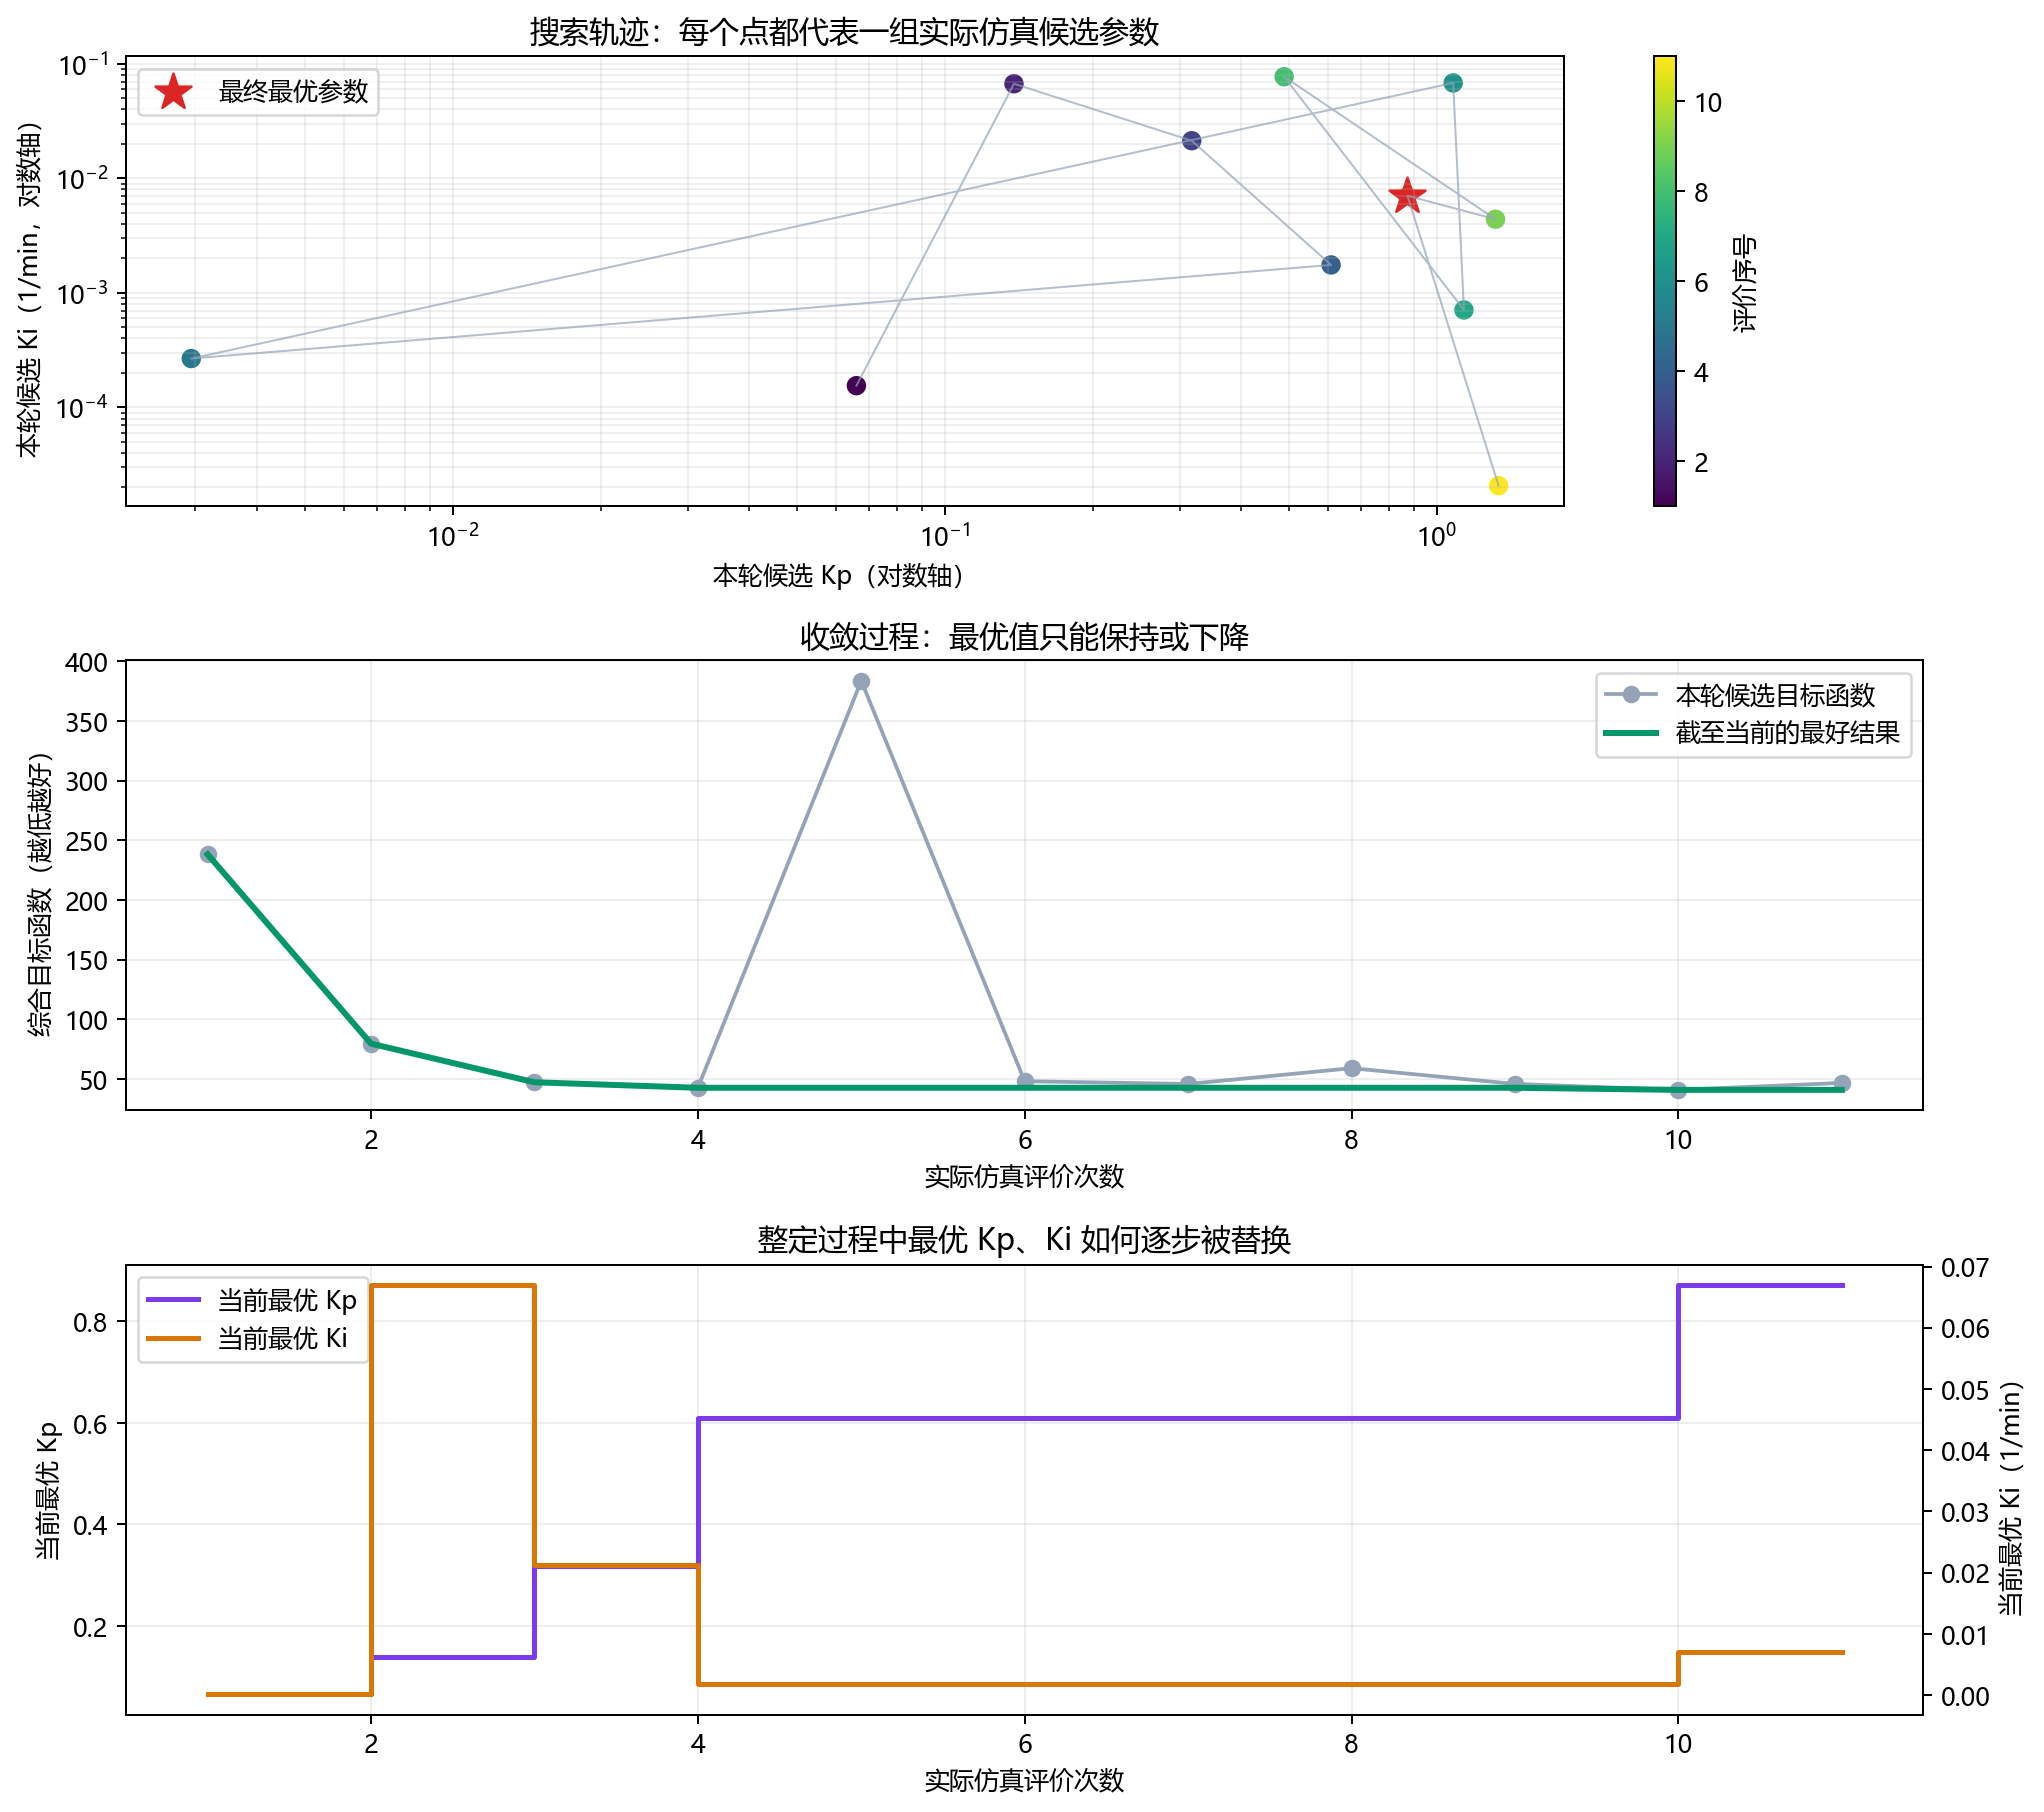 搜索轨迹：每个点都代表一组实际仿真候选参数
最终最优参数
本轮候选 Ki（1/min，对数轴）
10⁻¹
10⁻²
10⁻³
10⁻⁴
10⁻²
10⁻¹
10⁰
本轮候选 Kp（对数轴）
10
8
6
4
2
评价序号
收敛过程：最优值只能保持或下降
本轮候选目标函数
截至当前的最好结果
综合目标函数（越低越好）
400
350
300
250
200
150
100
50
2
4
6
8
10
实际仿真评价次数
整定过程中最优 Kp、Ki 如何逐步被替换
当前最优 Kp
当前最优 Ki
当前最优 Kp
0.8
0.6
0.4
0.2
0.07
0.06
0.05
0.04
0.03
0.02
0.01
0.00
当前最优 Ki（1/min）
2
4
6
8
10
实际仿真评价次数